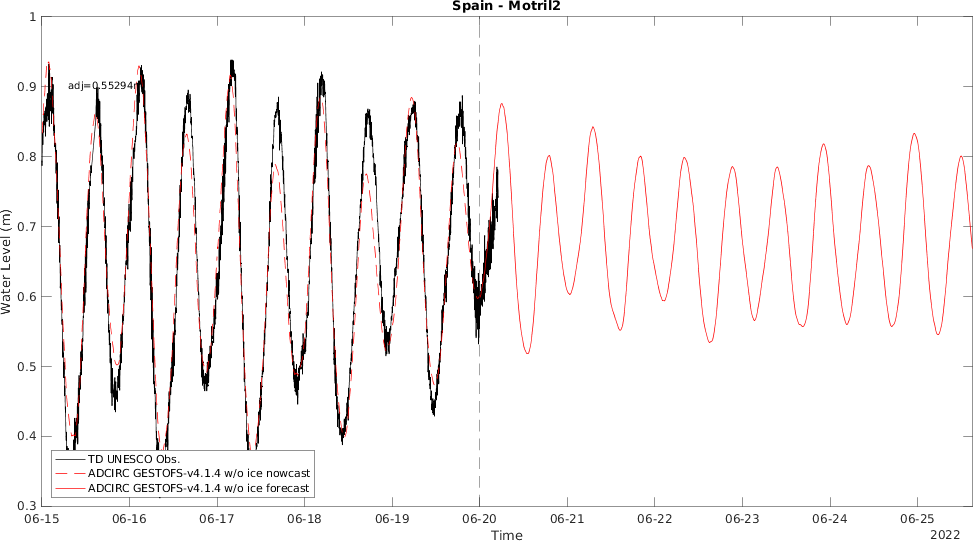 Spain - Motril2
1
0.9
0.8
0.7
0.6
0.5
0.4
0.3
Water Level (m)
adj=0.55294
TD UNESCO Obs.
ADCIRC GESTOFS-v4.1.4 w/o ice nowcast
ADCIRC GESTOFS-v4.1.4 w/o ice forecast
06-15 06-16 06-17 06-18 06-19 06-20 06-21 06-22 06-23 06-24 06-25
Time
2022